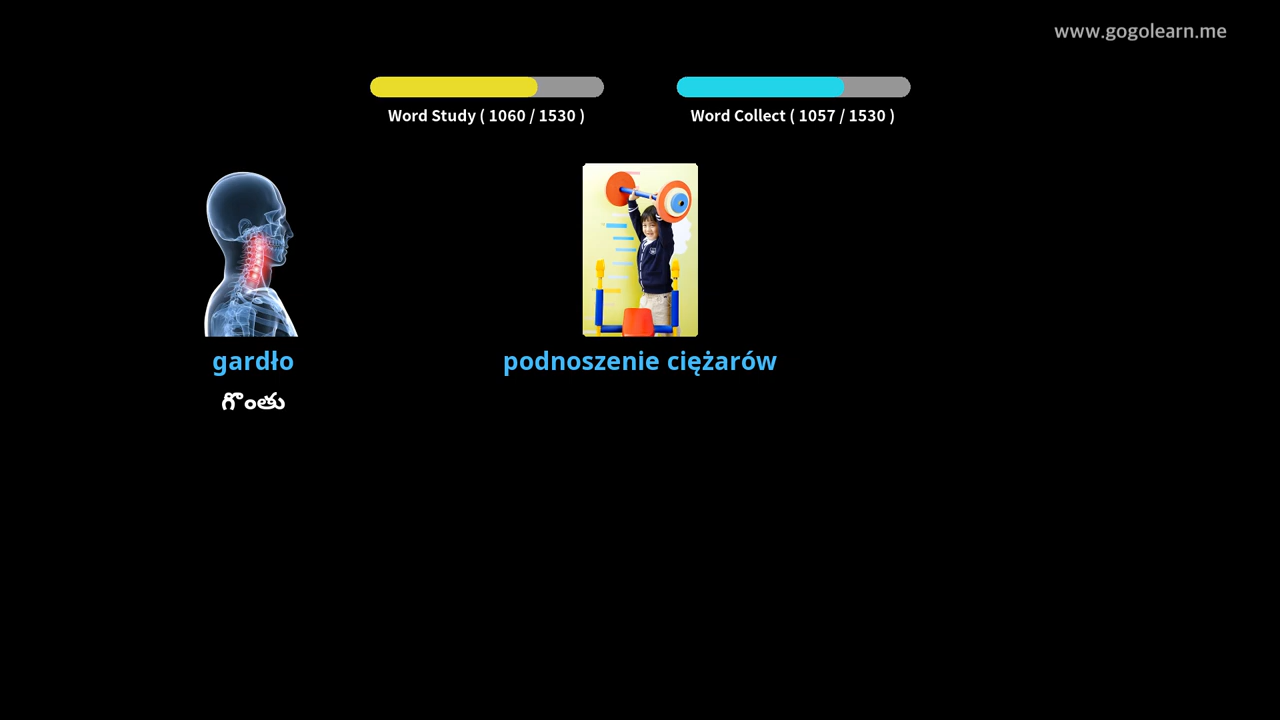 www.gogolearn.me
Word Study ( 1060 / 1530 )
Word Collect ( 1057 / 1530 )
gardło
podnoszenie ciężarów
గొంతు